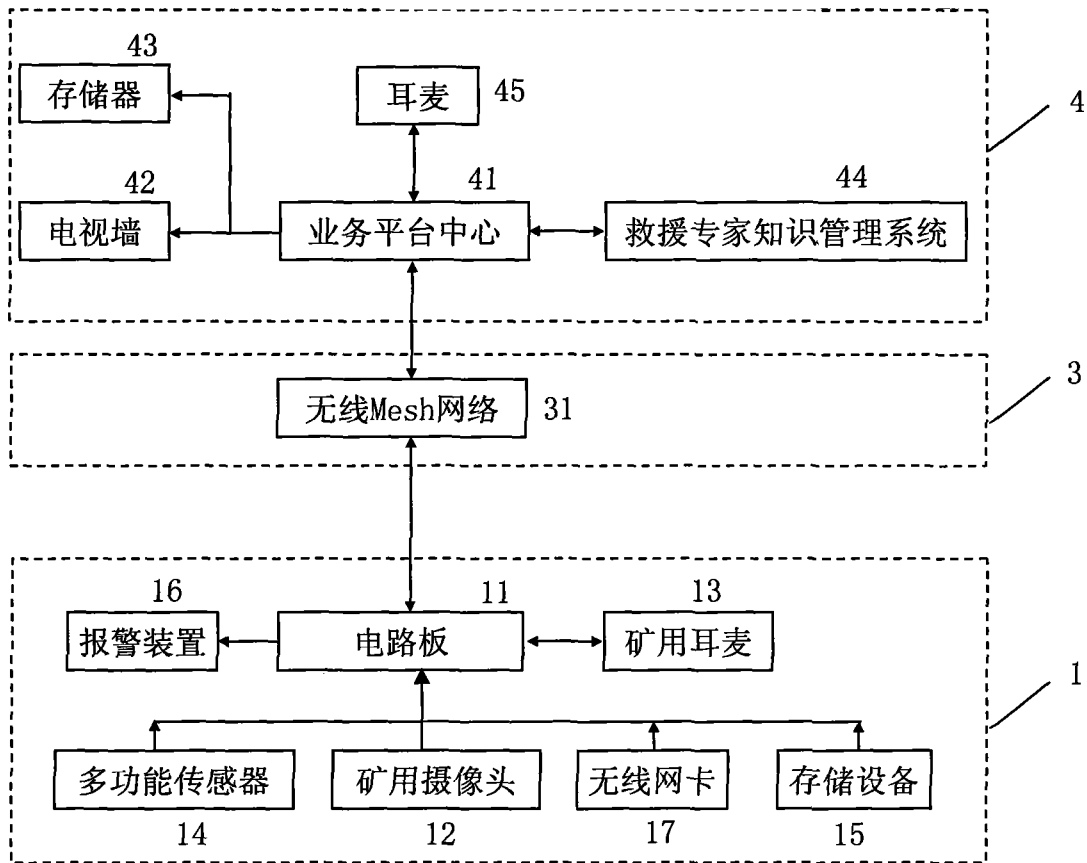 43
存储器
耳麦
45
4
42
电视墙
41
业务平台中心
44
救援专家知识管理系统
无线Mesh网络
31
3
16
报警装置
11
电路板
13
矿用耳麦
1
多功能传感器
矿用摄像头
无线网卡
存储设备
14
12
17
15